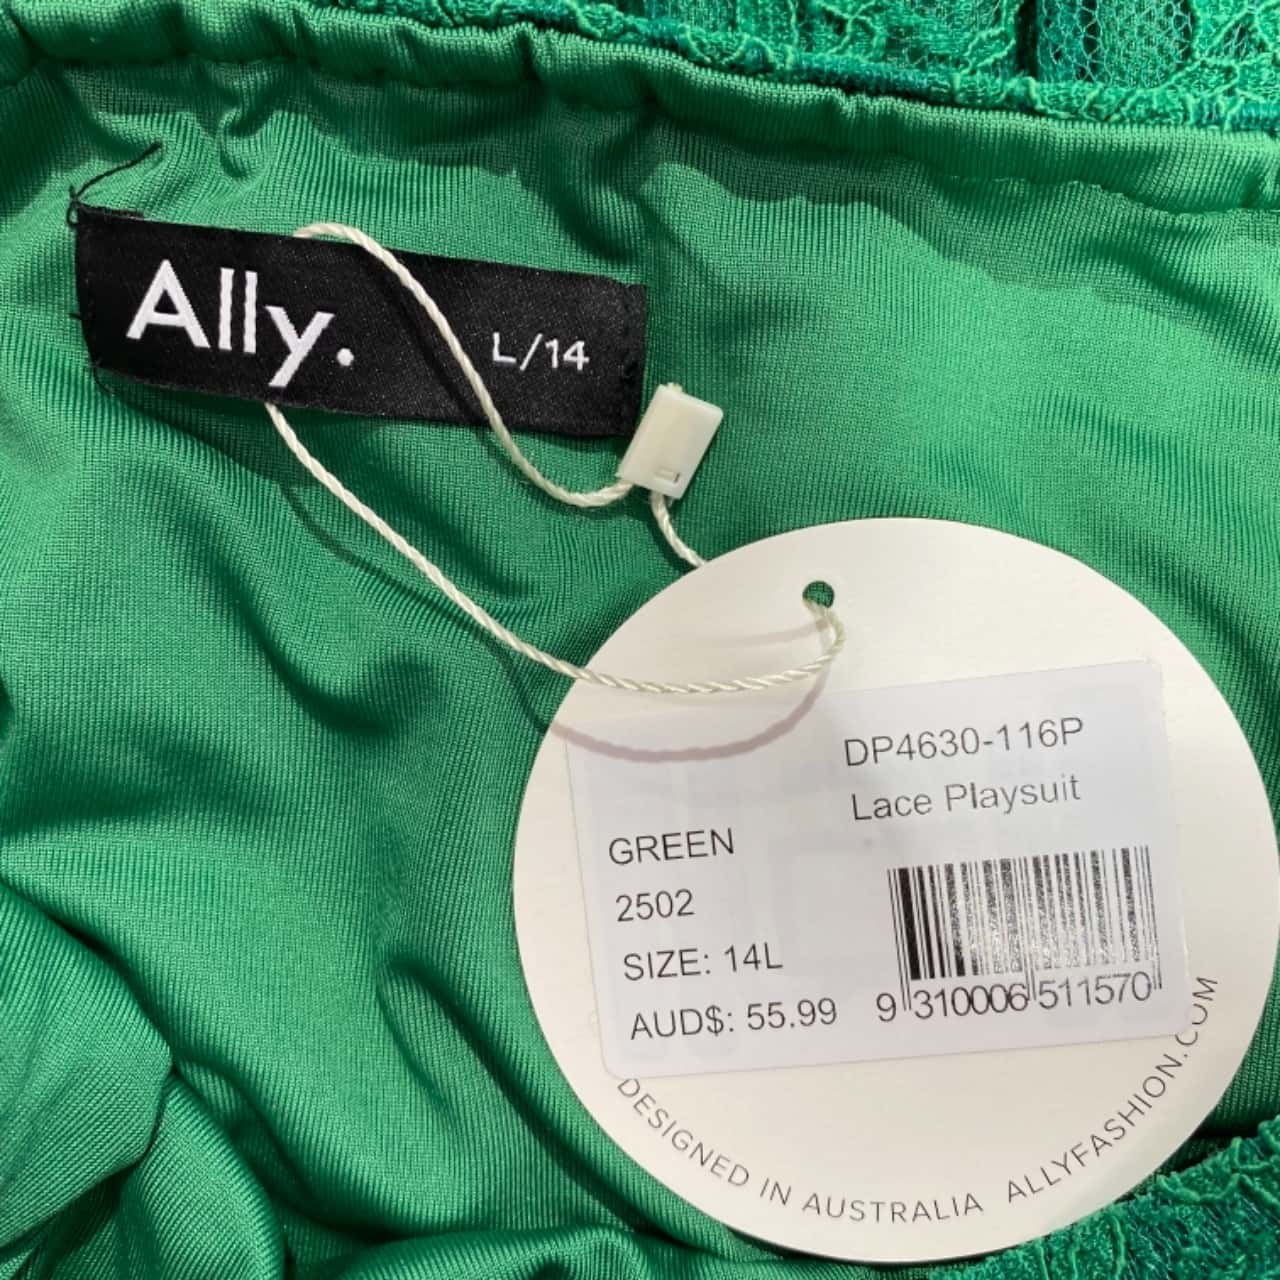 Ally. L/14
DP4630-116P
Lace Playsuit
GREEN
2502
SIZE: 14L
AUD$: 55.99
9 310006 511570
DESIGNED IN AUSTRALIA ALLYFASHION.COM